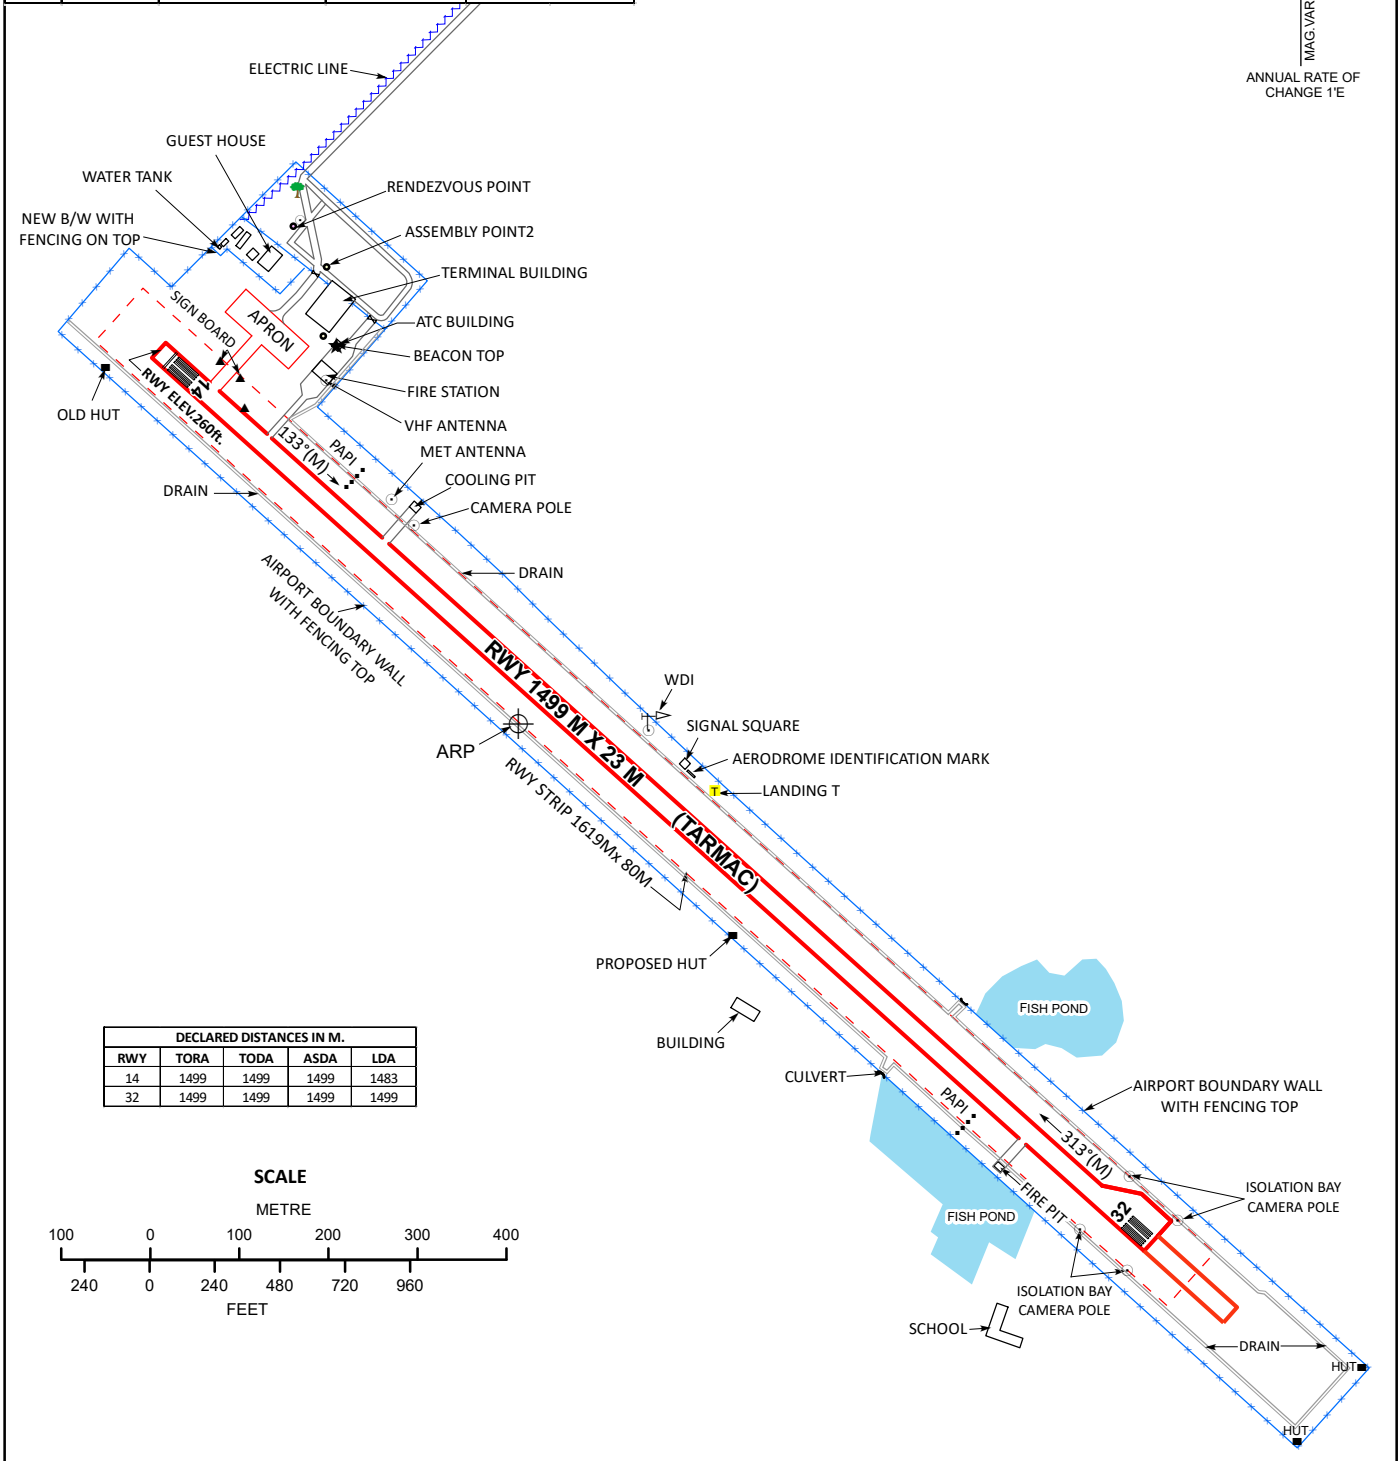 MAG.VAR
ANNUAL RATE OF
CHANGE 1'E
ELECTRIC LINE
GUEST HOUSE
WATER TANK
RENDEZVOUS POINT
NEW B/W WITH
FENCING ON TOP
ASSEMBLY POINT2
TERMINAL BUILDING
SIGN BOARD
APRON
ATC BUILDING
BEACON TOP
14
RWY ELEV.260ft.
FIRE STATION
OLD HUT
VHF ANTENNA
133°(M)
PAPI
MET ANTENNA
COOLING PIT
DRAIN
CAMERA POLE
DRAIN
AIRPORT BOUNDARY WALL
WITH FENCING TOP
RWY 1499 M X 23 M
(TARMAC)
WDI
SIGNAL SQUARE
ARP
AERODROME IDENTIFICATION MARK
T
LANDING T
RWY STRIP 1619Mx 80M
PROPOSED HUT
FISH POND
BUILDING
DECLARED DISTANCES IN M.
RWY TORA TODA ASDA LDA
14 1499 1499 1499 1483
32 1499 1499 1499 1499
CULVERT
AIRPORT BOUNDARY WALL
WITH FENCING TOP
PAPI
313°(M)
FIRE PIT
ISOLATION BAY
CAMERA POLE
32
FISH POND
SCALE
METRE
100 0 100 200 300 400
240 0 240 480 720 960
FEET
ISOLATION BAY
CAMERA POLE
SCHOOL
DRAIN
HUT
HUT